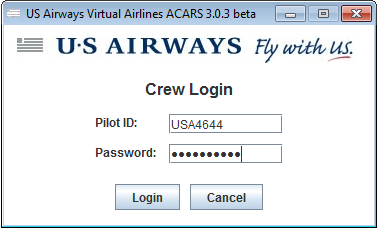 US Airways Virtual Airlines ACARS 3.0.3 beta
U·S AIRWAYS Fly with US.
Crew Login
Pilot ID: USA4644
Password: ●●●●●●●●●●
Login Cancel